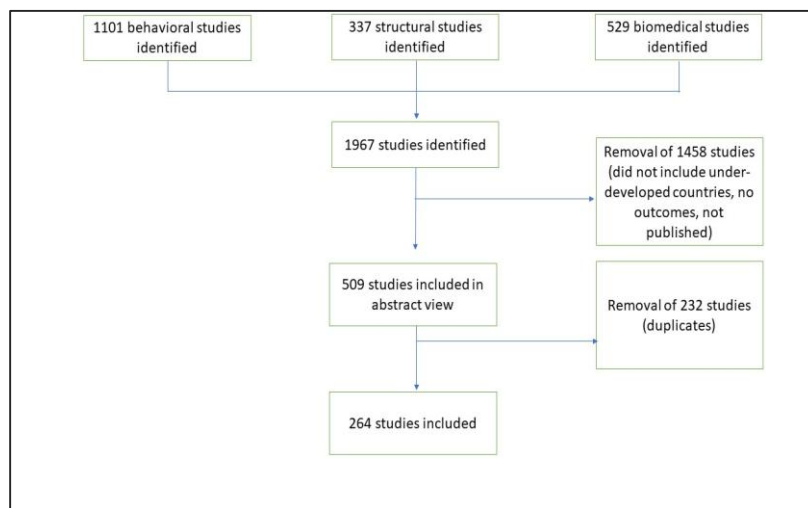 1101 behavioral studies
identified
337 structural studies
identified
529 biomedical studies
identified
1967 studies identified
Removal of 1458 studies
(did not include under-
developed countries, no
outcomes, not
published)
509 studies included in
abstract view
Removal of 232 studies
(duplicates)
264 studies included